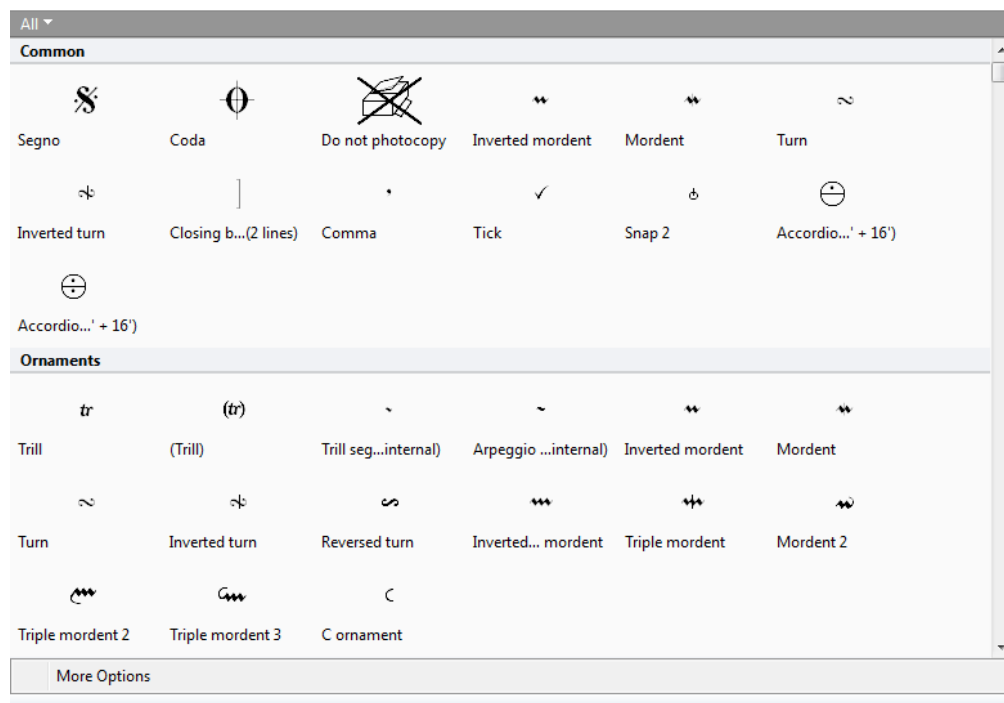 All
Common
Segno Coda Do not photocopy Inverted mordent Mordent Turn
Inverted turn Closing b...(2 lines) Comma Tick Snap 2 Accordio...' + 16')
Accordio...' + 16')
Ornaments
tr (tr)
Trill (Trill) Trill seg...internal) Arpeggio ...internal) Inverted mordent Mordent
Turn Inverted turn Reversed turn Inverted... mordent Triple mordent Mordent 2
Triple mordent 2 Triple mordent 3 C ornament
More Options